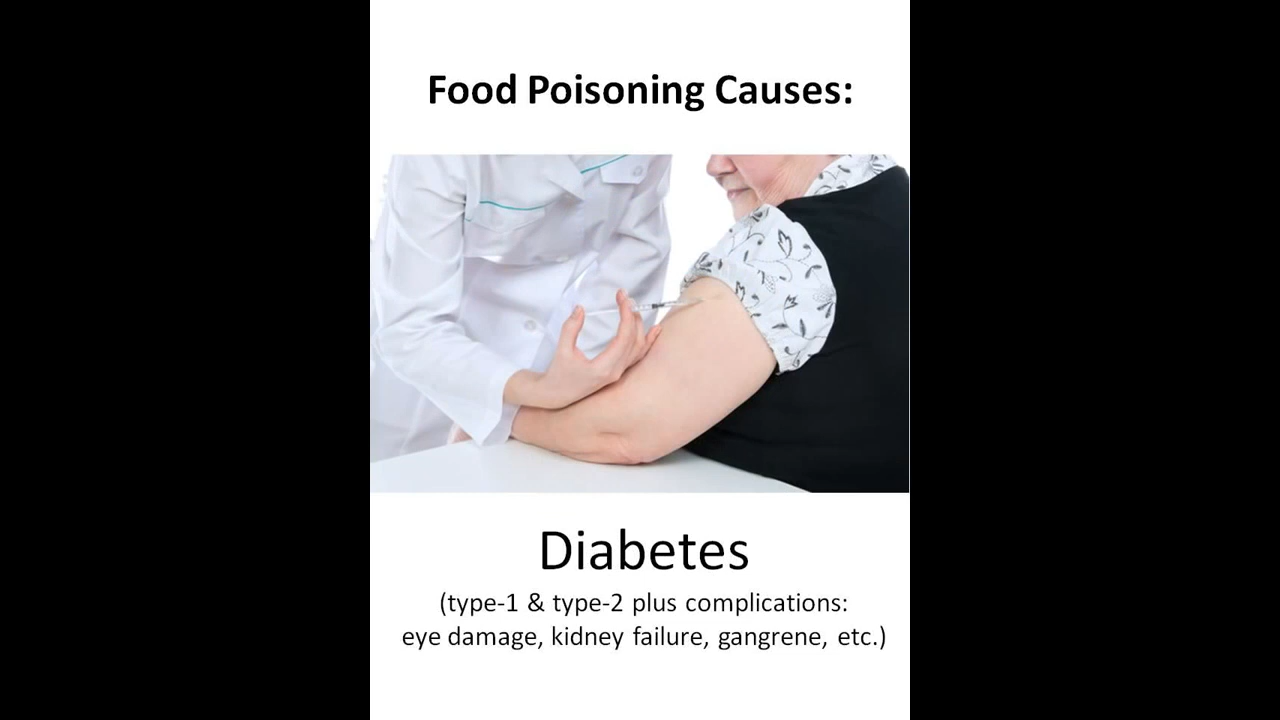 Food Poisoning Causes:
Diabetes
(type-1 & type-2 plus complications:
eye damage, kidney failure, gangrene, etc.)